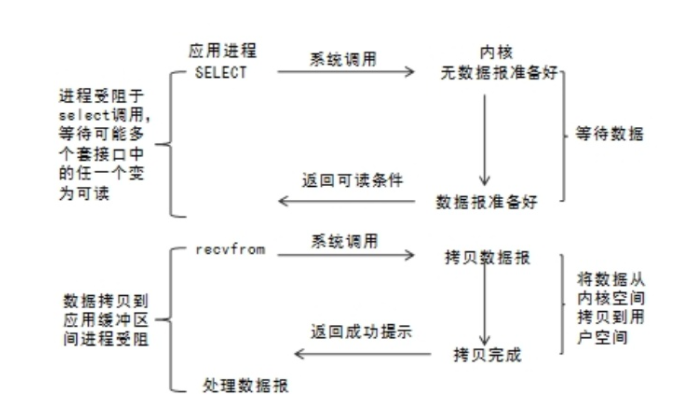 应用进程
SELECT
系统调用
内核
无数据报准备好
进程受阻于
select调用，
等待可能多
个套接口中
的任一个变
为可读
等待数据
返回可读条件
数据报准备好
recvfrom
系统调用
拷贝数据报
数据拷贝到
应用缓冲区
间进程受阻
将数据从
内核空间
拷贝到用
户空间
返回成功提示
拷贝完成
处理数据报